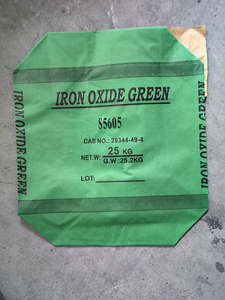 IRON OXIDE GREEN
S5605
CAS NO.: 20344-49-4
NET.W: 25 KG
G.W:25.2KG
LOT:
IRON OXIDE GREEN
IRON OXIDE GREEN